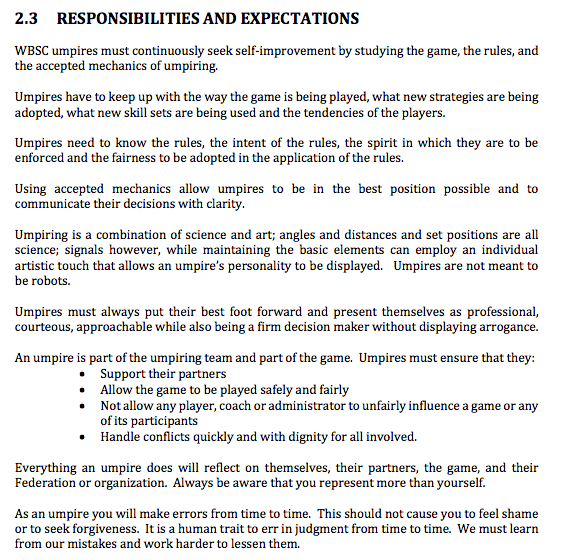 2.3 RESPONSIBILITIES AND EXPECTATIONS
WBSC umpires must continuously seek self-improvement by studying the game, the rules, and
the accepted mechanics of umpiring.
Umpires have to keep up with the way the game is being played, what new strategies are being
adopted, what new skill sets are being used and the tendencies of the players.
Umpires need to know the rules, the intent of the rules, the spirit in which they are to be
enforced and the fairness to be adopted in the application of the rules.
Using accepted mechanics allow umpires to be in the best position possible and to
communicate their decisions with clarity.
Umpiring is a combination of science and art; angles and distances and set positions are all
science; signals however, while maintaining the basic elements can employ an individual
artistic touch that allows an umpire's personality to be displayed. Umpires are not meant to
be robots.
Umpires must always put their best foot forward and present themselves as professional,
courteous, approachable while also being a firm decision maker without displaying arrogance.
An umpire is part of the umpiring team and part of the game. Umpires must ensure that they:
• Support their partners
• Allow the game to be played safely and fairly
• Not allow any player, coach or administrator to unfairly influence a game or any
of its participants
• Handle conflicts quickly and with dignity for all involved.
Everything an umpire does will reflect on themselves, their partners, the game, and their
Federation or organization. Always be aware that you represent more than yourself.
As an umpire you will make errors from time to time. This should not cause you to feel shame
or to seek forgiveness. It is a human trait to err in judgment from time to time. We must learn
from our mistakes and work harder to lessen them.